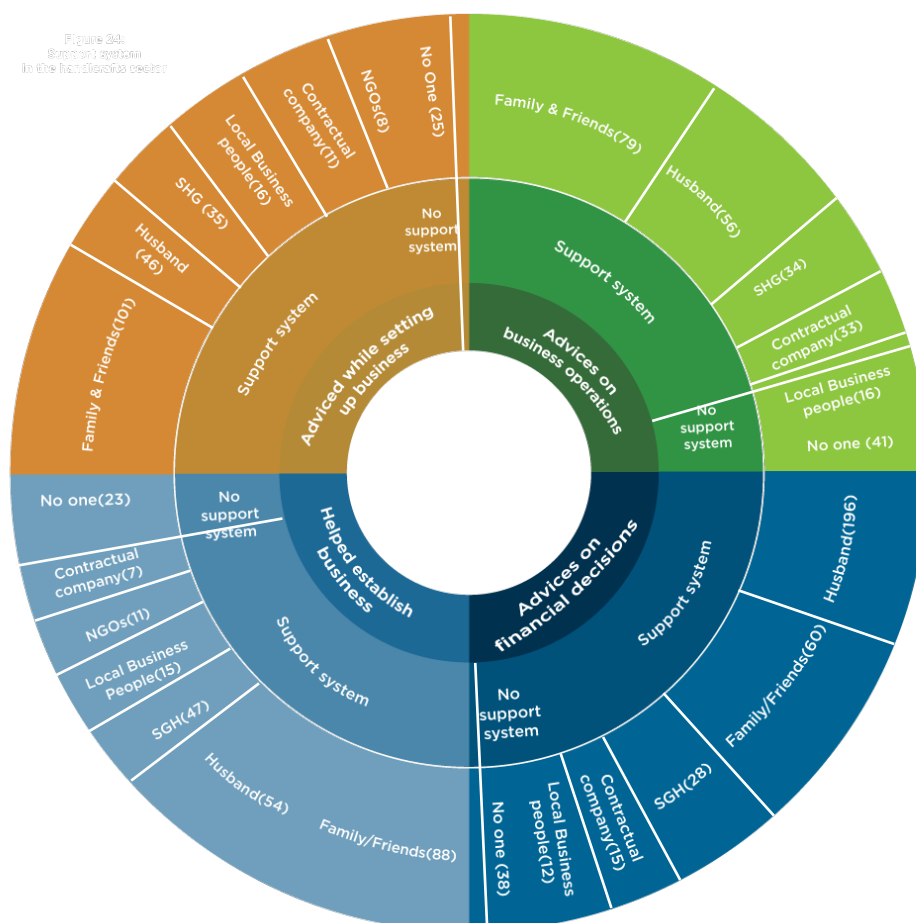 Figure 24:
Support system
in the handicrafts sector
No One (25)
NGOs(8)
Contractual
company(11)
Local Business
people(16)
SHG (35)
Husband
(46)
Family & Friends(101)
No
support
system
Support system
Adviced while setting
up business
Family & Friends(79)
Husband(56)
SHG(34)
Contractual
company(33)
Local Business
people(16)
No one (41)
Support system
No
support
system
Advices on
business operations
Husband(196)
Family/Friends(60)
SGH(28)
Contractual
company(15)
Local Business
people(12)
No one (38)
Support system
No
support
system
Advices on
financial decisions
No one(23)
Contractual
company(7)
NGOs(11)
Local Business
People(15)
SGH(47)
Husband(54)
Family/Friends(88)
No
support
system
Support system
Helped establish
business